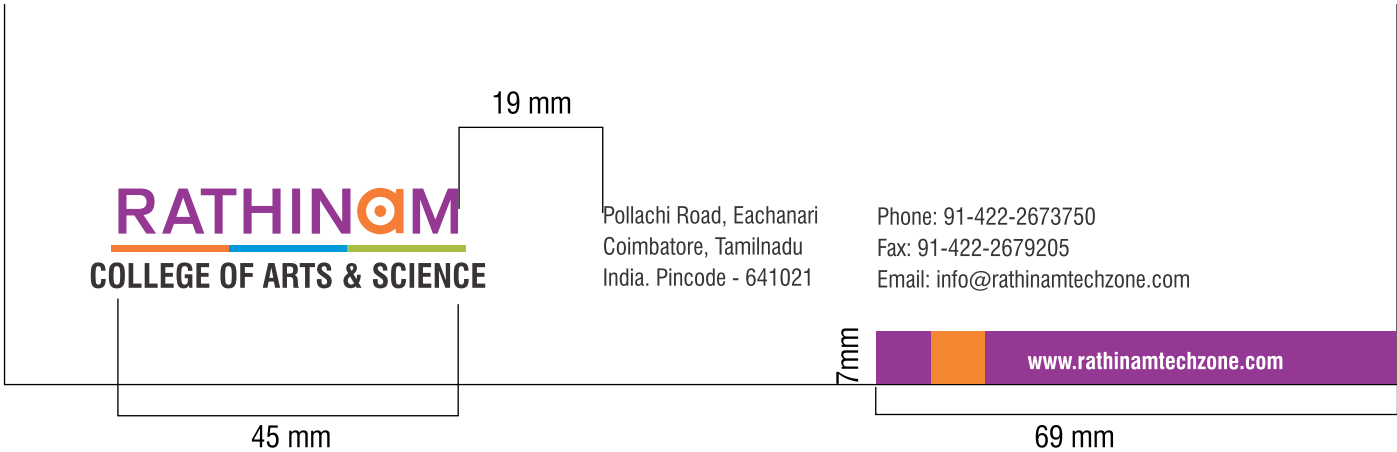 19 mm
RATHINaM
COLLEGE OF ARTS & SCIENCE
Pollachi Road, Eachanari
Coimbatore, Tamilnadu
India. Pincode - 641021
Phone: 91-422-2673750
Fax: 91-422-2679205
Email: info@rathinamtechzone.com
7mm
www.rathinamtechzone.com
45 mm
69 mm